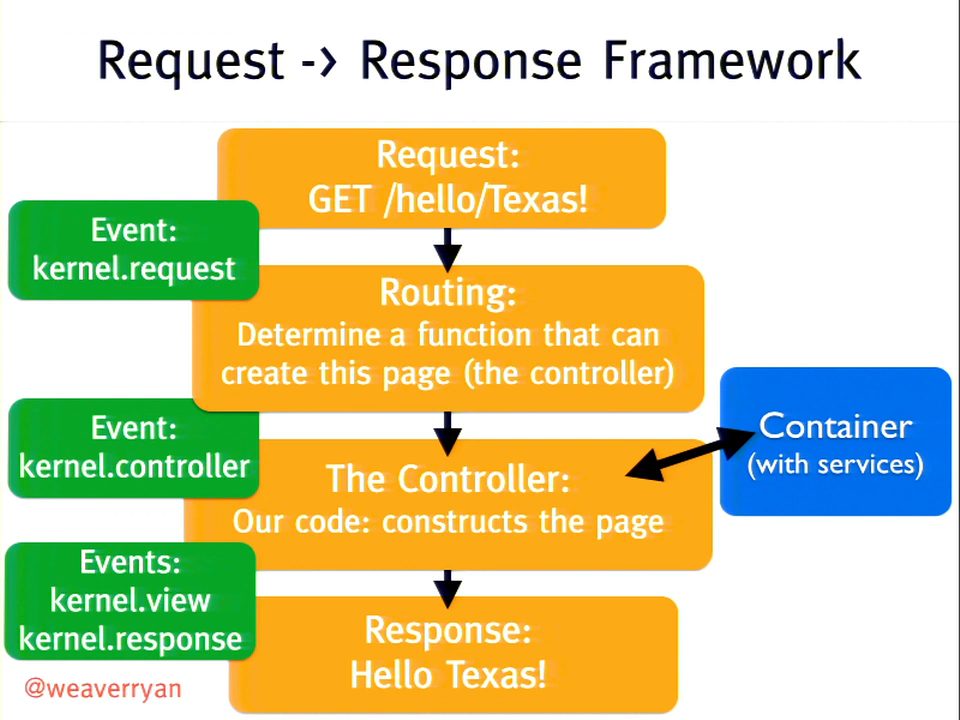 Request -> Response Framework
Request:
GET /hello/Texas!
Event:
kernel.request
Routing:
Determine a function that can
create this page (the controller)
Event:
kernel.controller
Container
(with services)
The Controller:
Our code: constructs the page
Events:
kernel.view
kernel.response
Response:
Hello Texas!
@weaverryan